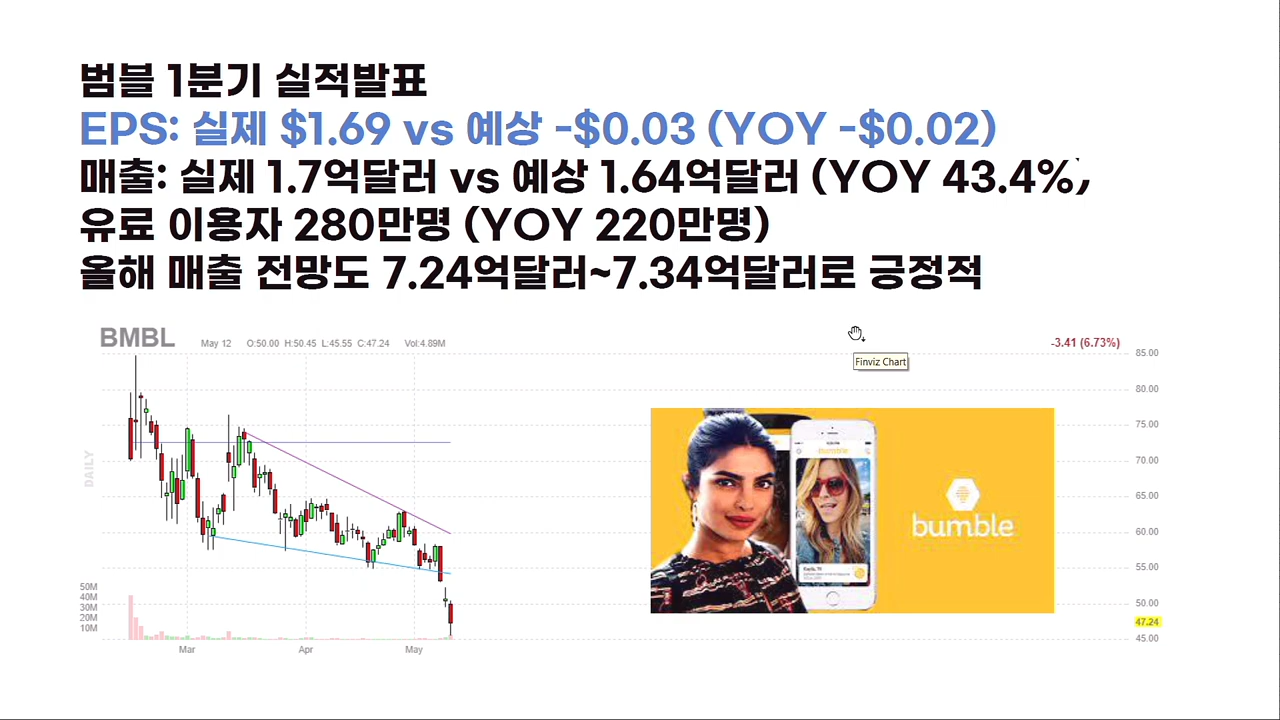 범블 1분기 실적발표
EPS: 실제 $1.69 vs 예상 -$0.03 (YOY -$0.02)
매출: 실제 1.7억달러 vs 예상 1.64억달러 (YOY 43.4%)
유료 이용자 280만명 (YOY 220만명)
올해 매출 전망도 7.24억달러~7.34억달러로 긍정적
BMBL
May 12 O:50.00 H:50.45 L:45.55 C:47.24 Vol:4.89M
-3.41 (6.73%)
Finviz Chart
85.00
80.00
75.00
70.00
65.00
60.00
55.00
50.00
47.24
45.00
DAILY
50M
40M
30M
20M
10M
Mar Apr May
bumble
bumble